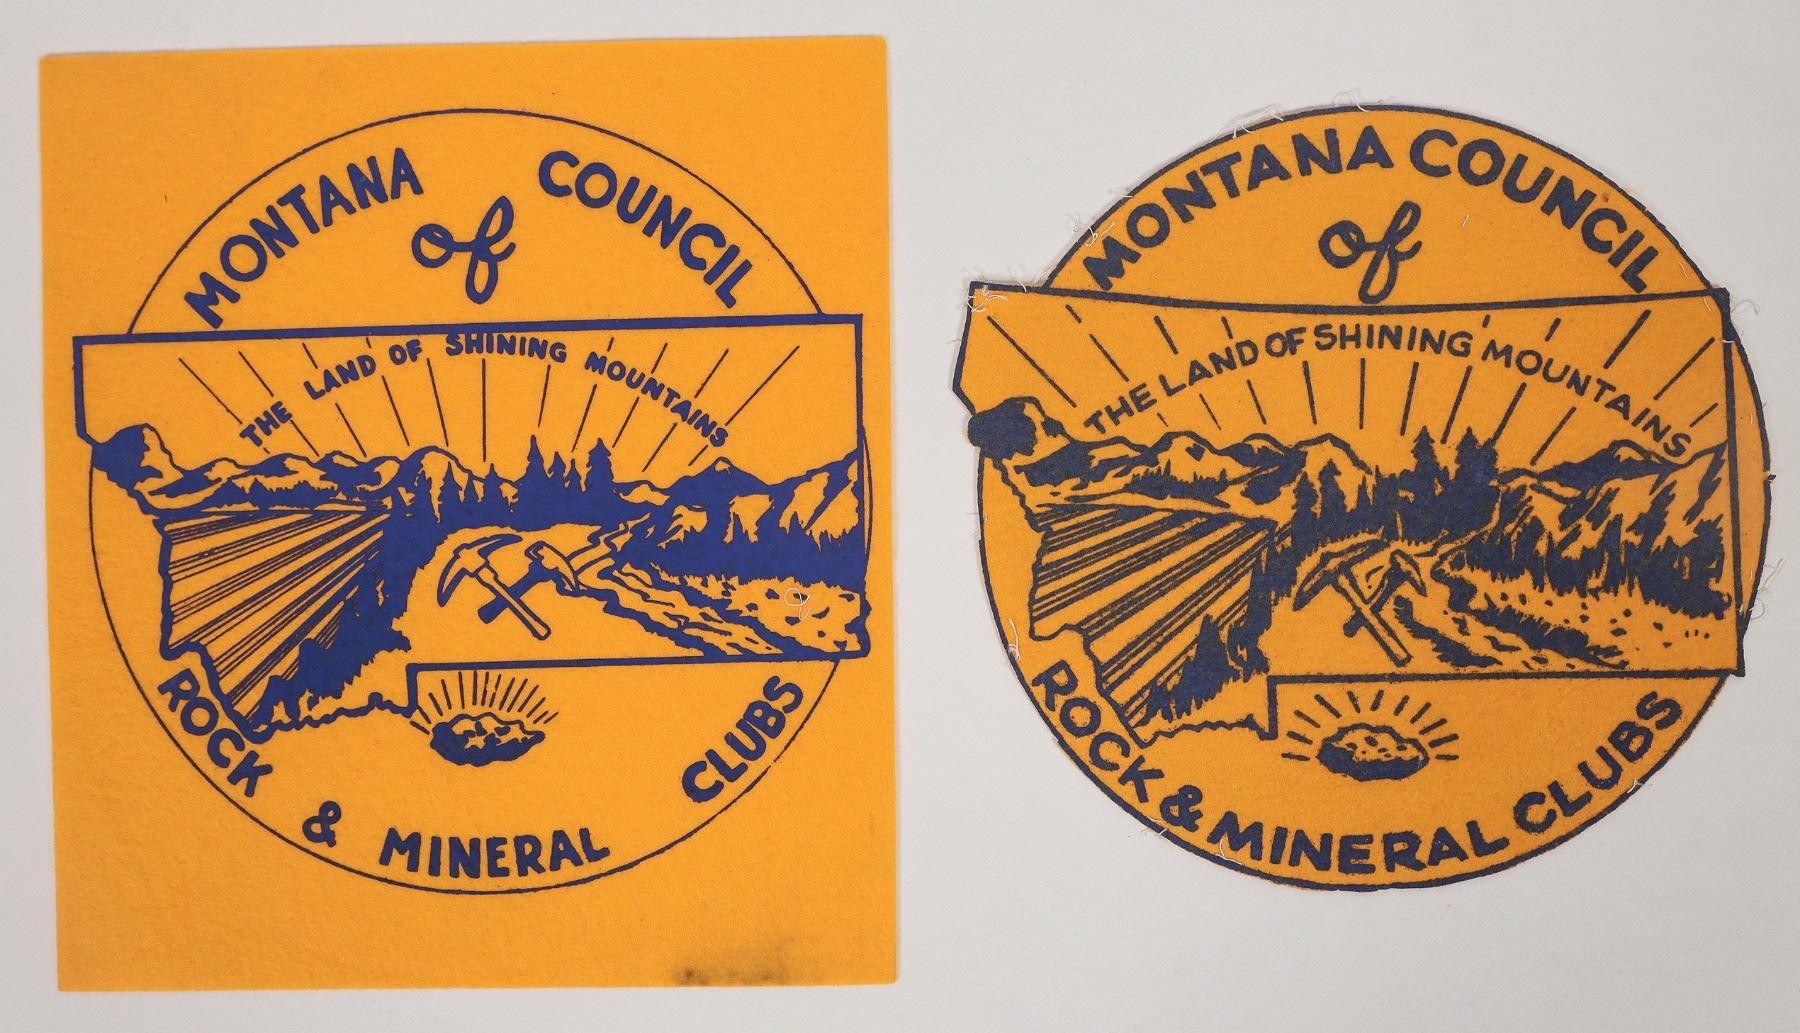 MONTANA COUNCIL
of
THE LAND OF SHINING MOUNTAINS
ROCK & MINERAL CLUBS
MONTANA COUNCIL
of
THE LAND OF SHINING MOUNTAINS
ROCK & MINERAL CLUBS